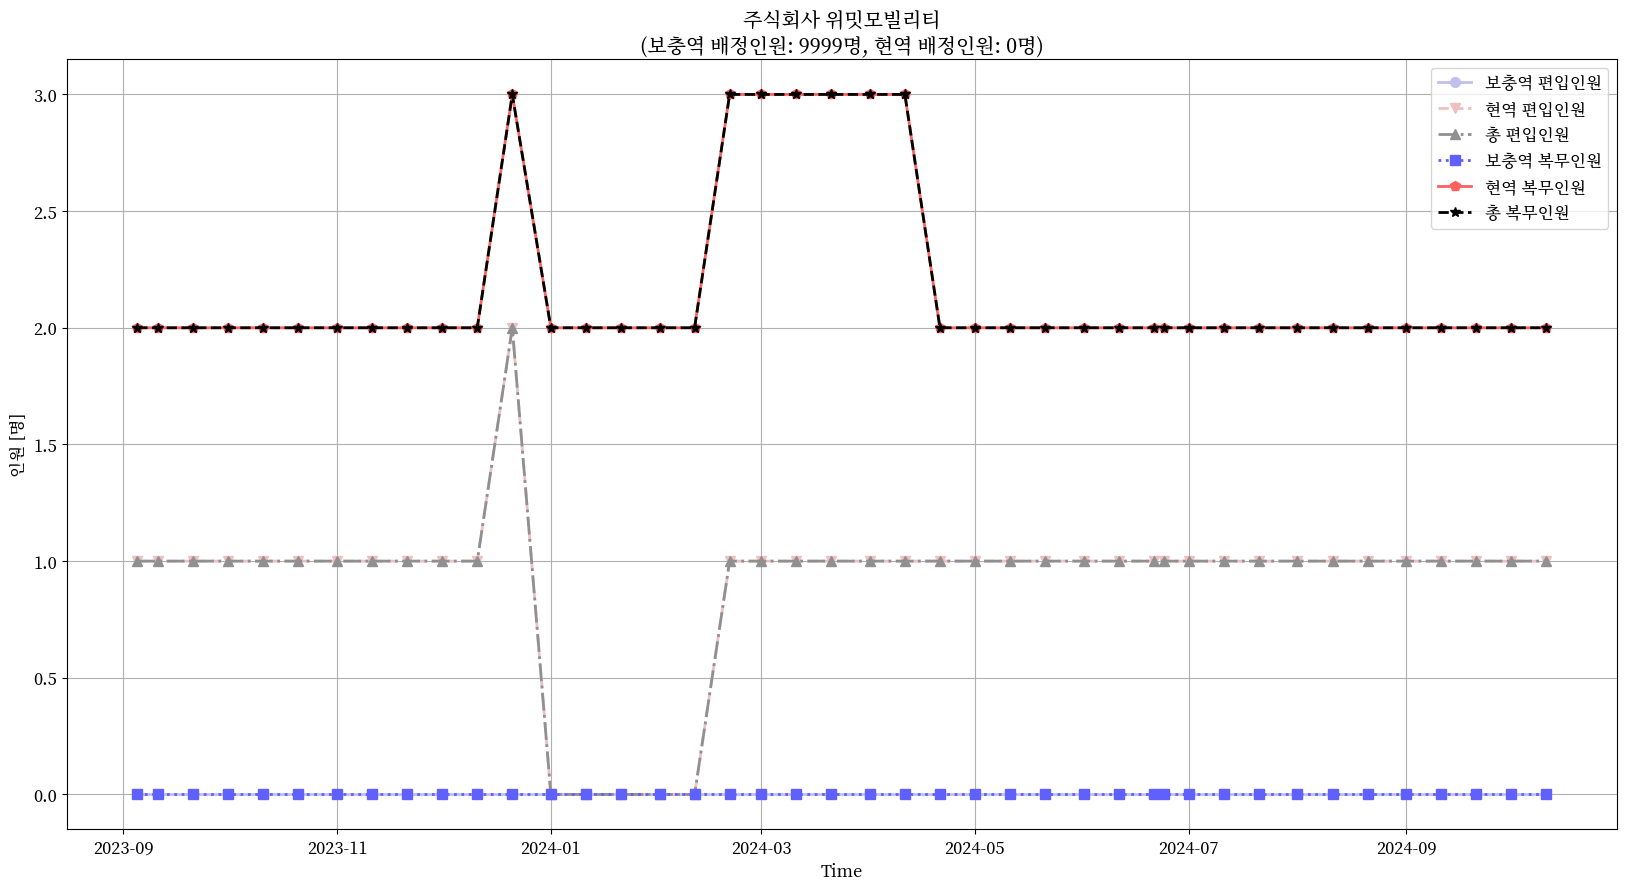 주식회사 위밋모빌리티
(보충역 배정인원: 9999명, 현역 배정인원: 0명)
보충역 편입인원
현역 편입인원
총 편입인원
보충역 복무인원
현역 복무인원
총 복무인원
3.0
2.5
2.0
1.5
1.0
0.5
0.0
인원 [명]
2023-09
2023-11
2024-01
2024-03
2024-05
2024-07
2024-09
Time